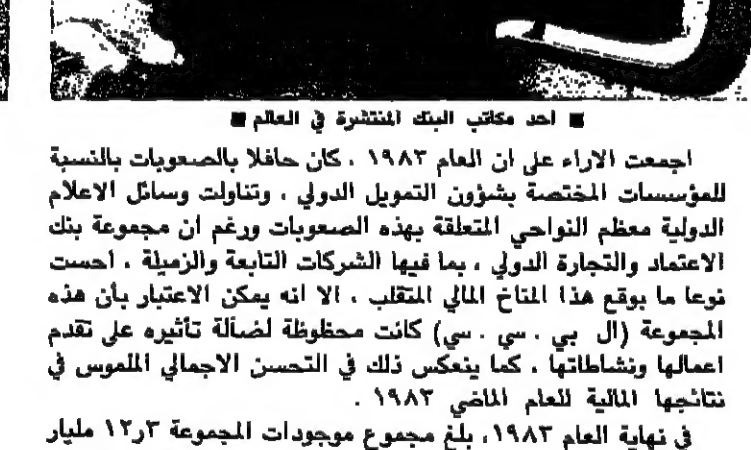 ■ احد مكاتب البنك المنتشرة في العالم ■
اجمعت الاراء على ان العام ١٩٨٣ ، كان حافلا بالصعوبات بالنسبة
للمؤسسات المختصة بشؤون التمويل الدولي ، وتناولت وسائل الاعلام
الدولية معظم النواحي المتعلقة بهذه الصعوبات ورغم ان مجموعة بنك
الاعتماد والتجارة الدولي ، بما فيها الشركات التابعة والزميلة ، احست
نوعا ما بوقع هذا المناخ المالي المتقلب ، الا انه يمكن الاعتبار بأن هذه
المجموعة (ال بي . سي . سي) كانت محظوظة لضآلة تأثيره على تقدم
اعمالها ونشاطاتها ، كما ينعكس ذلك في التحسن الاجمالي الملموس في
نتائجها المالية للعام الماضي ١٩٨٣ .
في نهاية العام ١٩٨٣، بلغ مجموع موجودات المجموعة ١٢٫٣ مليار